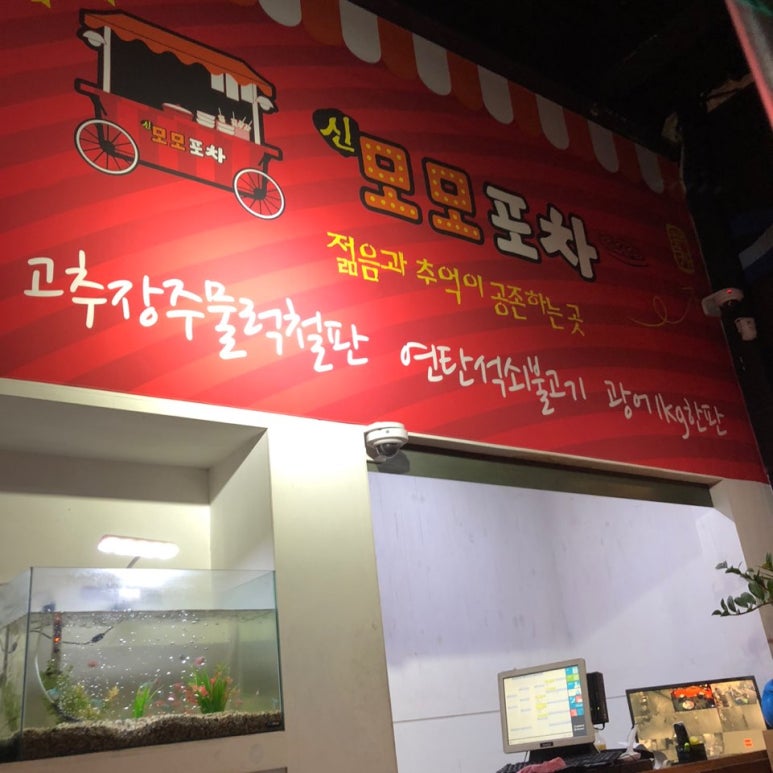 신 모모포차
신 모모포차
젊음과 추억이 공존하는 곳
고추장주물럭철판 연탄석쇠불고기 광어1kg한판